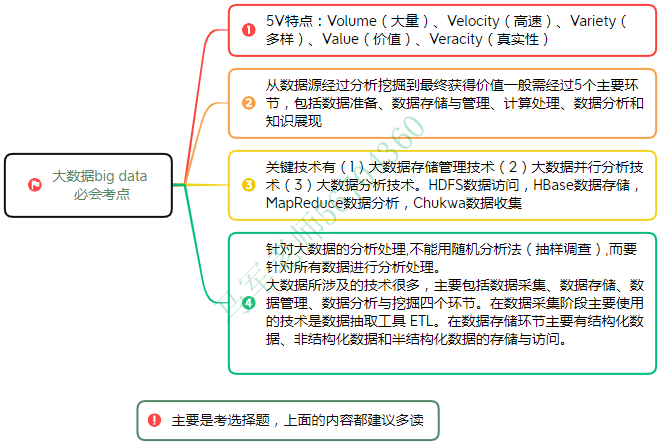 大数据big data
必会考点
1
5V特点：Volume（大量）、Velocity（高速）、Variety（
多样）、Value（价值）、Veracity（真实性）
2
从数据源经过分析挖掘到最终获得价值一般需经过5个主要环
节，包括数据准备、数据存储与管理、计算处理、数据分析和
知识展现
3
关键技术有（1）大数据存储管理技术（2）大数据并行分析技
术（3）大数据分析技术。HDFS数据访问，HBase数据存储，
MapReduce数据分析，Chukwa数据收集
4
针对大数据的分析处理,不能用随机分析法（抽样调查）,而要
针对所有数据进行分析处理。
大数据所涉及的技术很多，主要包括数据采集、数据存储、数
据管理、数据分析与挖掘四个环节。在数据采集阶段主要使用
的技术是数据抽取工具 ETL。在数据存储环节主要有结构化数
据、非结构化数据和半结构化数据的存储与访问。
主要是考选择题，上面的内容都建议多读